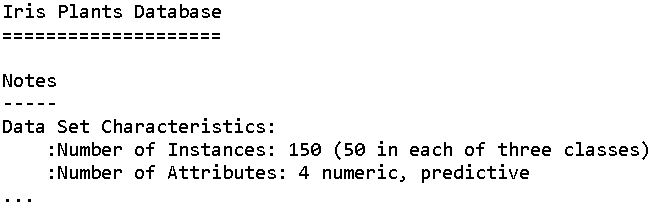 Iris Plants Database
====================

Notes
-----
Data Set Characteristics:
    :Number of Instances: 150 (50 in each of three classes)
    :Number of Attributes: 4 numeric, predictive
...